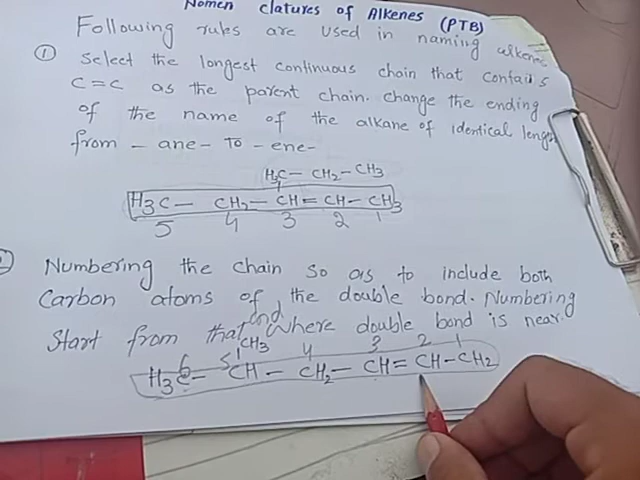 Nomen clatures of Alkenes (PTB)
Following rules are used in naming alkenes
① Select the longest continuous chain that contains
C=C as the parent chain. change the ending
of the name of the alkane of identical length
from - ane - To - ene -
H3C - CH2 - CH3
H3C - CH2 - CH = CH - CH3
5 4 3 2 1
Numbering the chain so as to include both
Carbon atoms of the double bond. Numbering
Start from that end where double bond is near.
CH3
6 5 4 3 2 1
H3C - CH - CH2 - CH = CH - CH2